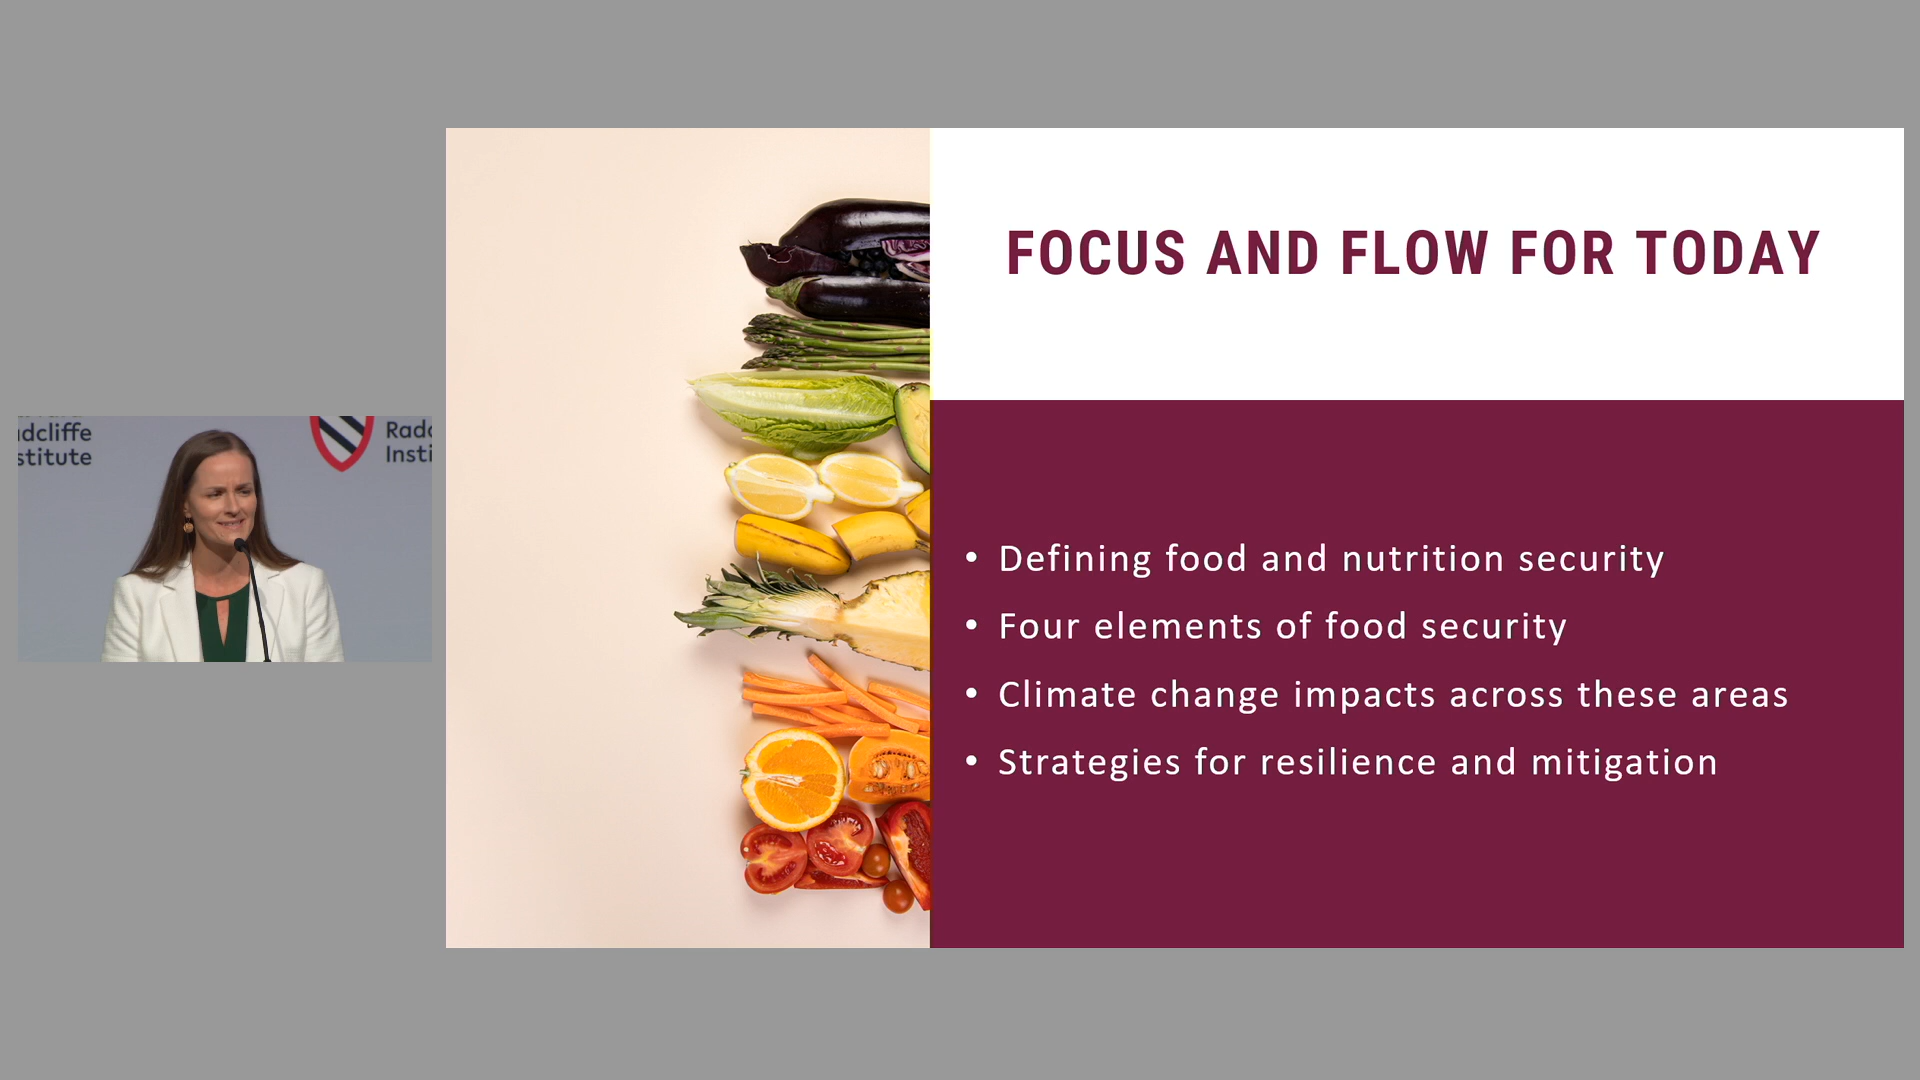 Institute
FOCUS AND FLOW FOR TODAY
• Defining food and nutrition security
• Four elements of food security
• Climate change impacts across these areas
• Strategies for resilience and mitigation